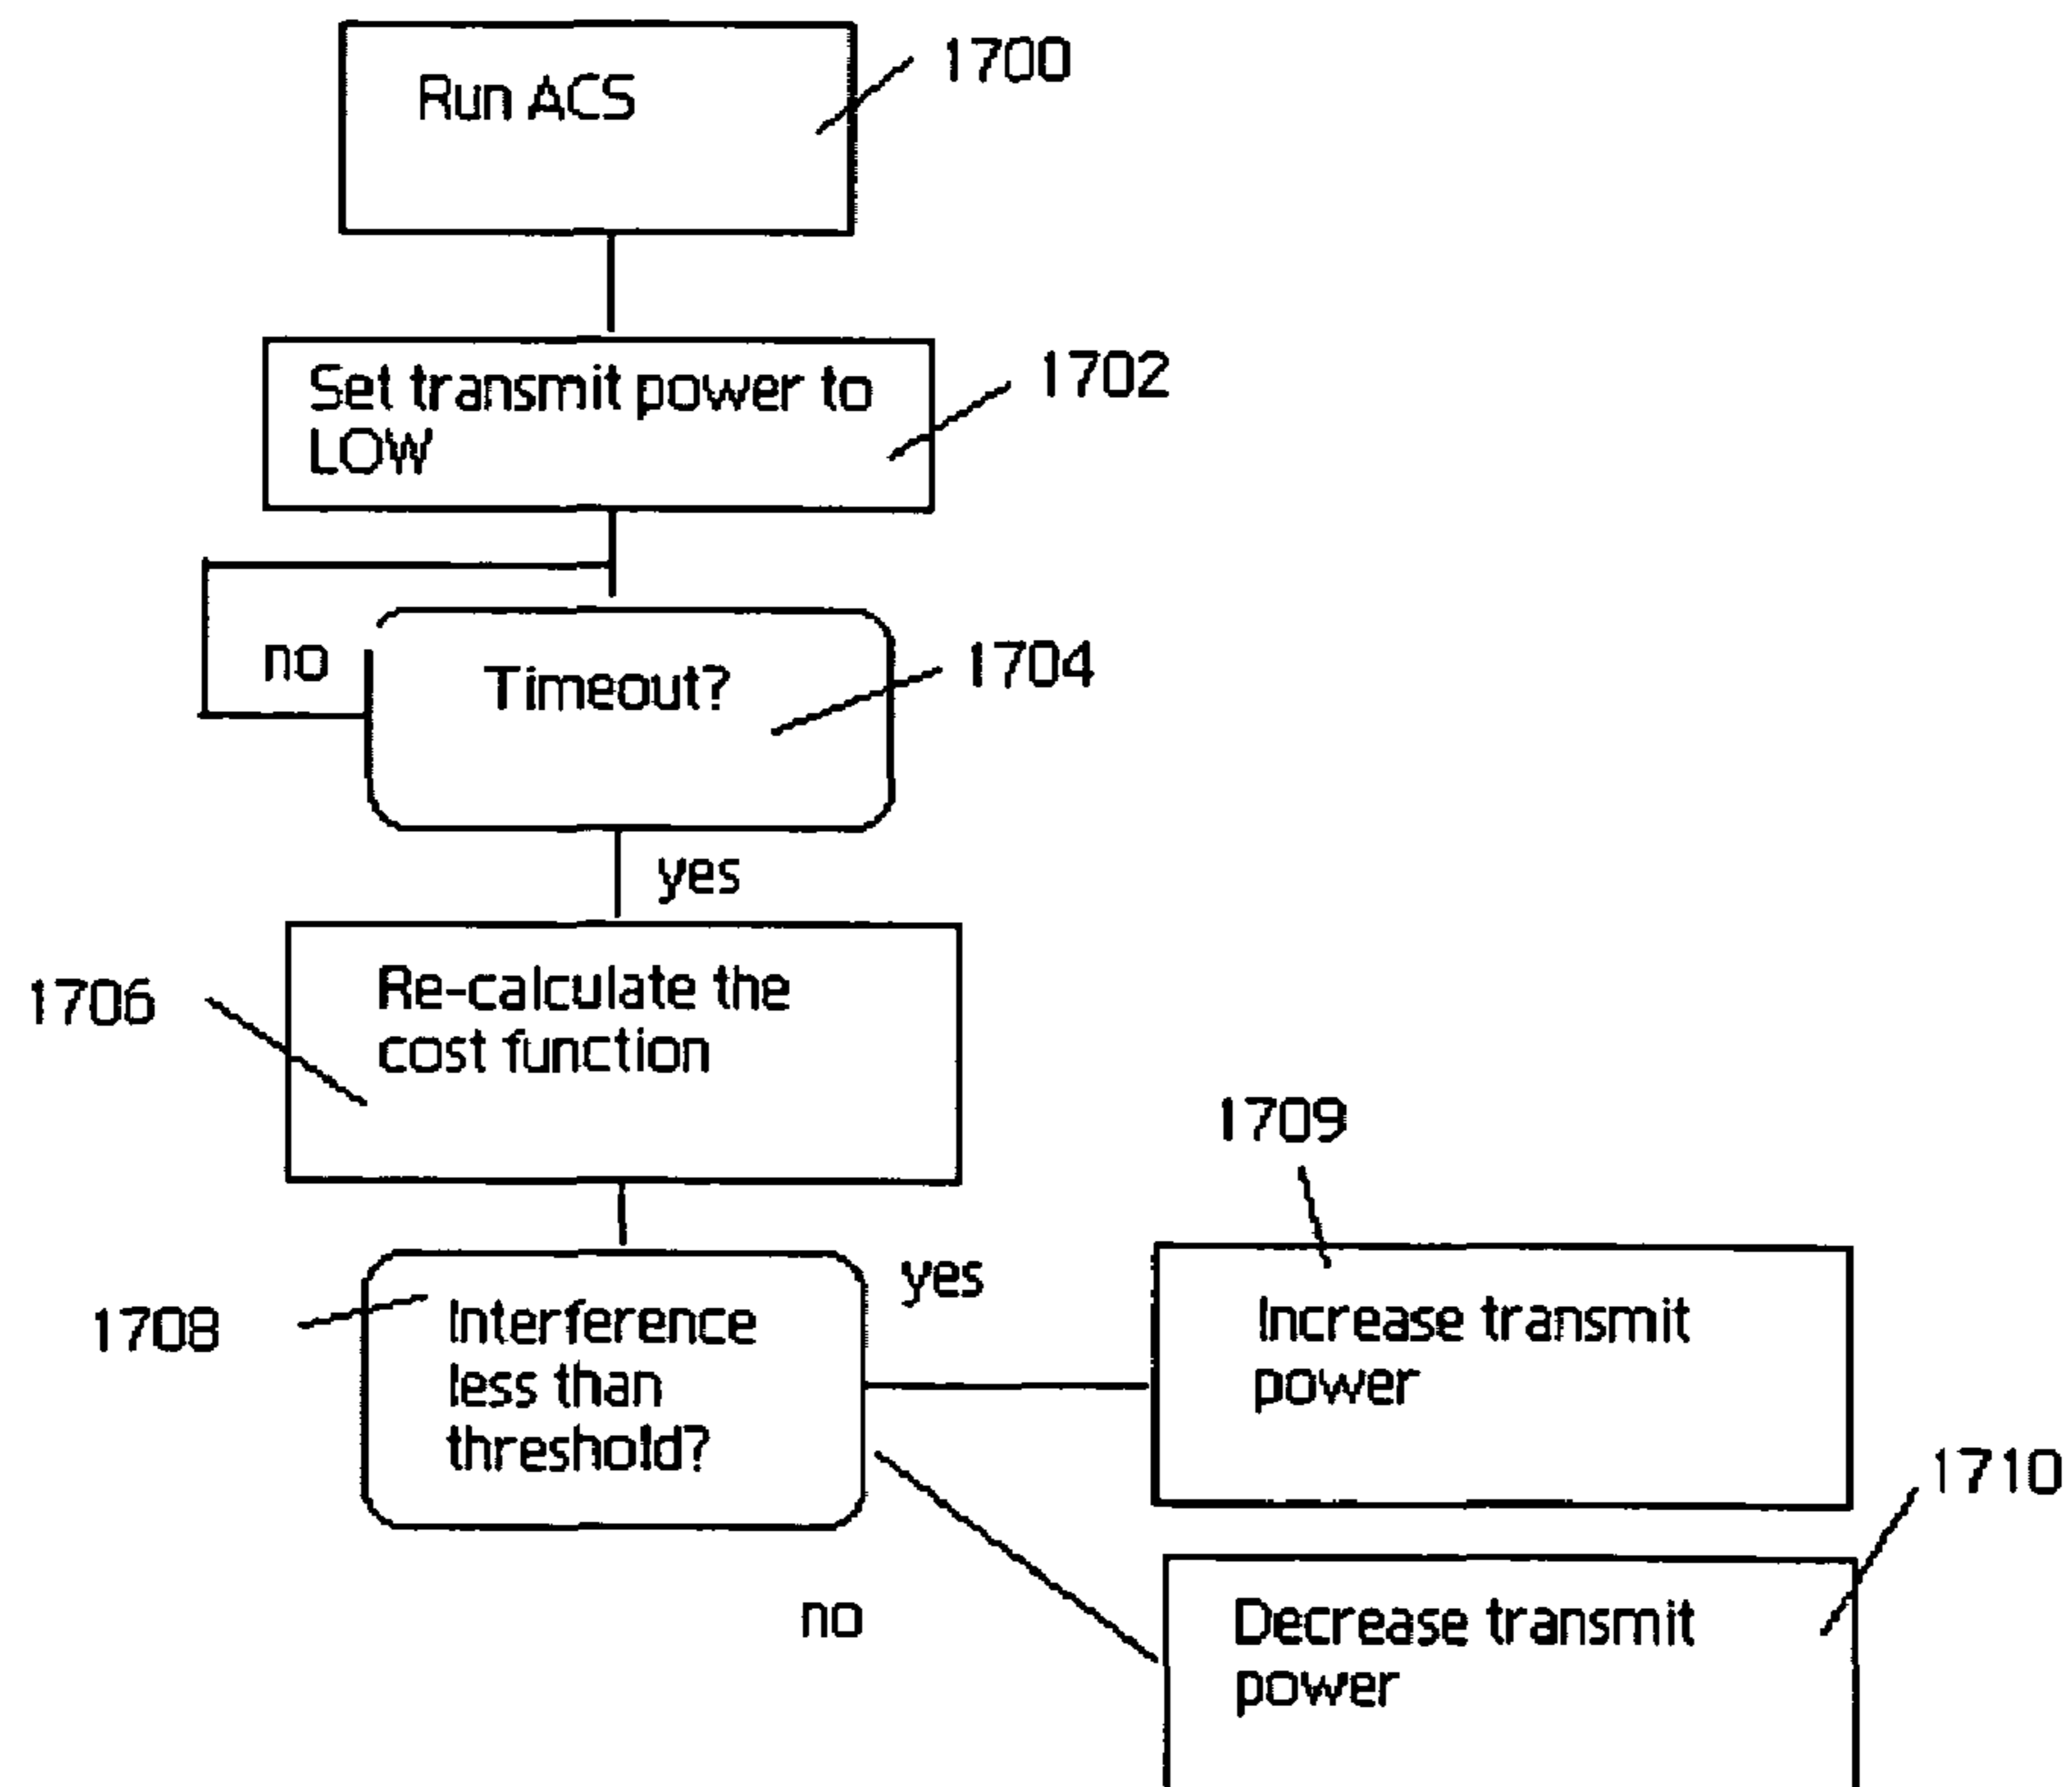 Run ACS
1700
Set transmit power to
LOW
1702
no
Timeout?
1704
yes
Re-calculate the
cost function
1706
1709
Interference
less than
threshold?
1708
yes
Increase transmit
power
1710
no
Decrease transmit
power